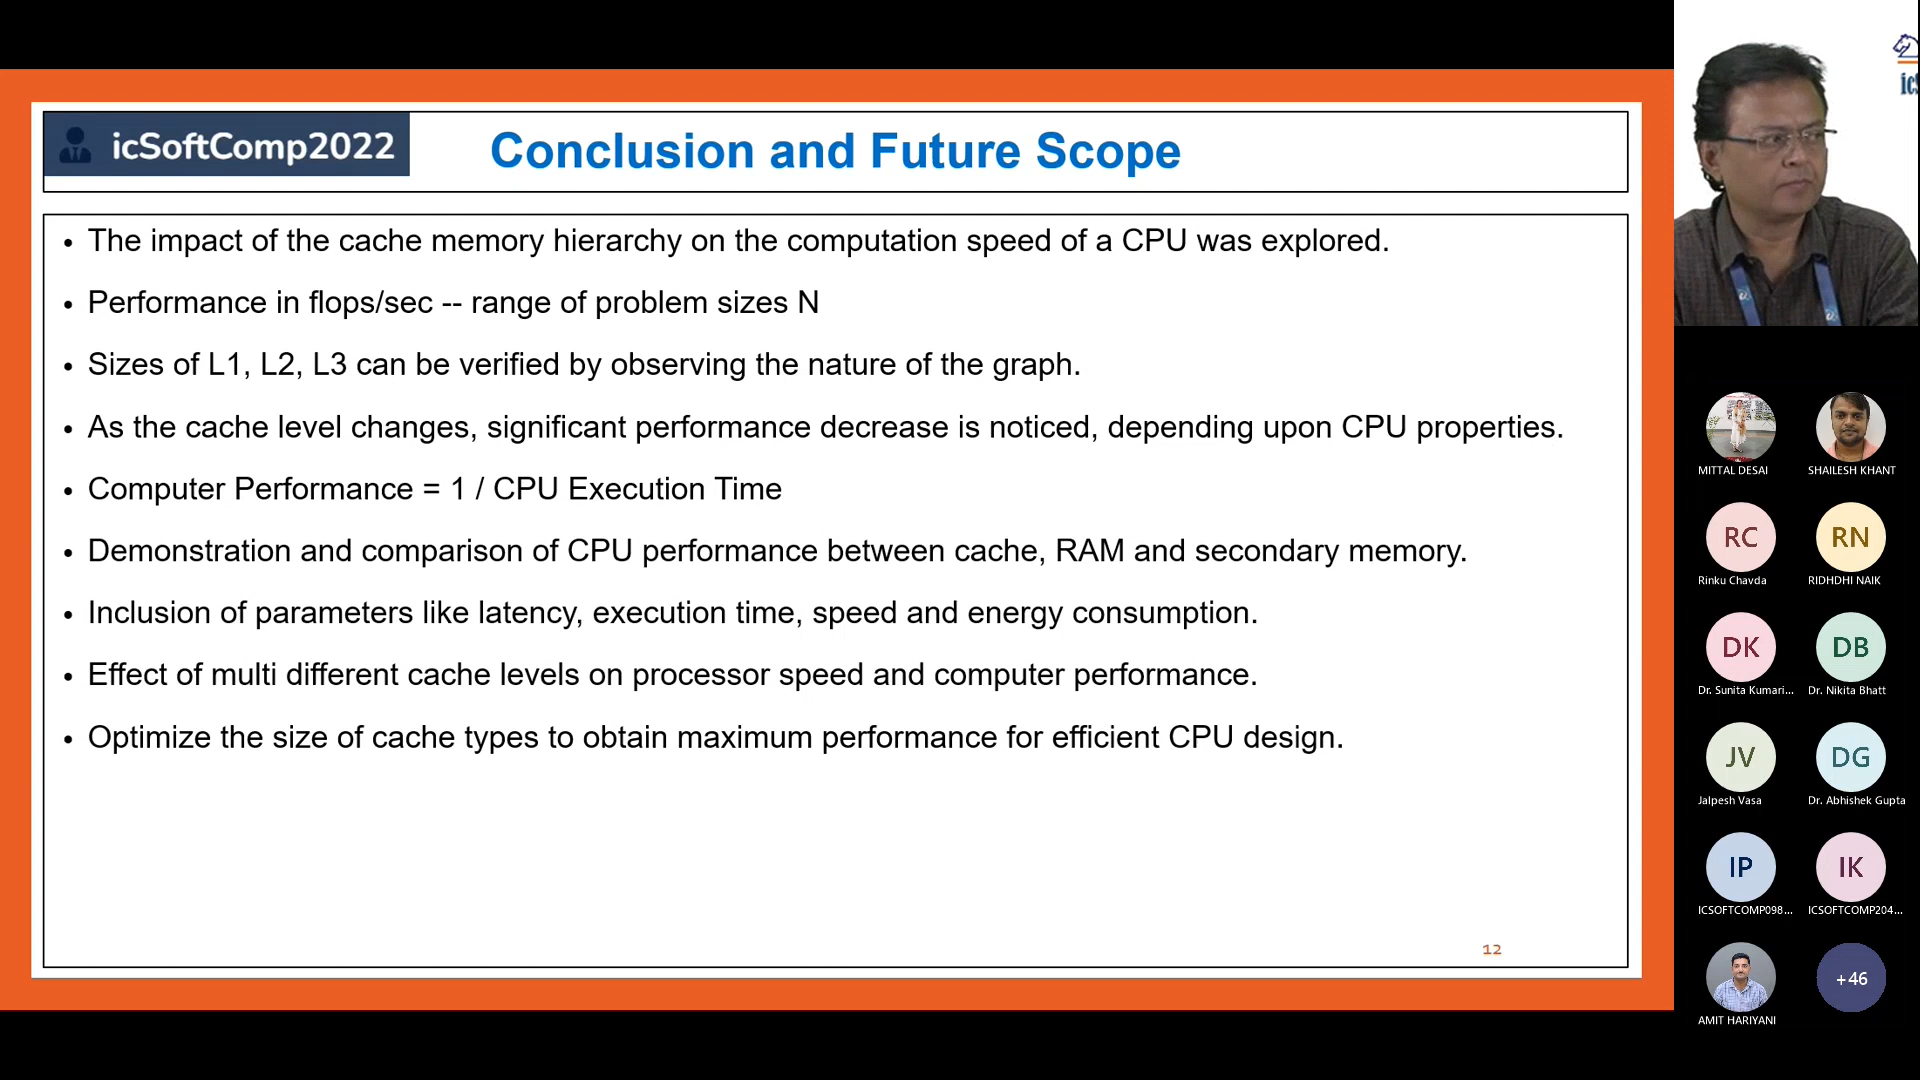 icSoftComp2022
Conclusion and Future Scope
• The impact of the cache memory hierarchy on the computation speed of a CPU was explored.
• Performance in flops/sec -- range of problem sizes N
• Sizes of L1, L2, L3 can be verified by observing the nature of the graph.
• As the cache level changes, significant performance decrease is noticed, depending upon CPU properties.
• Computer Performance = 1 / CPU Execution Time
• Demonstration and comparison of CPU performance between cache, RAM and secondary memory.
• Inclusion of parameters like latency, execution time, speed and energy consumption.
• Effect of multi different cache levels on processor speed and computer performance.
• Optimize the size of cache types to obtain maximum performance for efficient CPU design.
12
MITTAL DESAI
SHAILESH KHANT
RC
RN
Rinku Chavda
RIDHDHI NAIK
DK
DB
Dr. Sunita Kumari...
Dr. Nikita Bhatt
JV
DG
Jalpesh Vasa
Dr. Abhishek Gupta
IP
IK
ICSOFTCOMP098...
ICSOFTCOMP204...
+46
AMIT HARIYANI